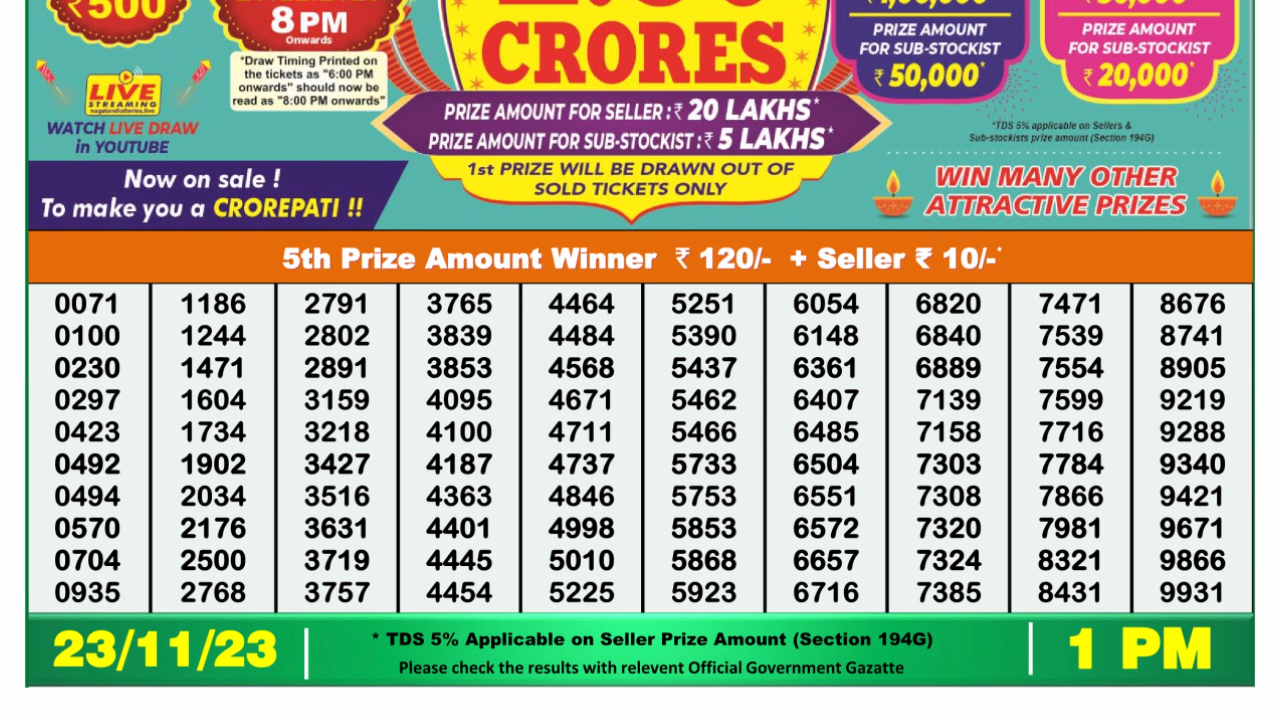 ₹500
8 PM
Onwards
*Draw Timing Printed on
the tickets as "6:00 PM
onwards" should now be
read as "8:00 PM onwards"
LIVE
STREAMING
nagalandlotteries.live
WATCH LIVE DRAW
in YOUTUBE
Now on sale !
To make you a CROREPATI !!
CRORES
PRIZE AMOUNT FOR SELLER :₹ 20 LAKHS*
PRIZE AMOUNT FOR SUB-STOCKIST :₹ 5 LAKHS*
1st PRIZE WILL BE DRAWN OUT OF
SOLD TICKETS ONLY
PRIZE AMOUNT
FOR SUB-STOCKIST
₹ 50,000*
PRIZE AMOUNT
FOR SUB-STOCKIST
₹ 20,000*
*TDS 5% applicable on Sellers &
Sub-stockists prize amount (Section 194G)
WIN MANY OTHER
ATTRACTIVE PRIZES
5th Prize Amount Winner ₹ 120/- + Seller ₹ 10/-*
0071 1186 2791 3765 4464 5251 6054 6820 7471 8676
0100 1244 2802 3839 4484 5390 6148 6840 7539 8741
0230 1471 2891 3853 4568 5437 6361 6889 7554 8905
0297 1604 3159 4095 4671 5462 6407 7139 7599 9219
0423 1734 3218 4100 4711 5466 6485 7158 7716 9288
0492 1902 3427 4187 4737 5733 6504 7303 7784 9340
0494 2034 3516 4363 4846 5753 6551 7308 7866 9421
0570 2176 3631 4401 4998 5853 6572 7320 7981 9671
0704 2500 3719 4445 5010 5868 6657 7324 8321 9866
0935 2768 3757 4454 5225 5923 6716 7385 8431 9931
23/11/23
* TDS 5% Applicable on Seller Prize Amount (Section 194G)
Please check the results with relevent Official Government Gazatte
1 PM